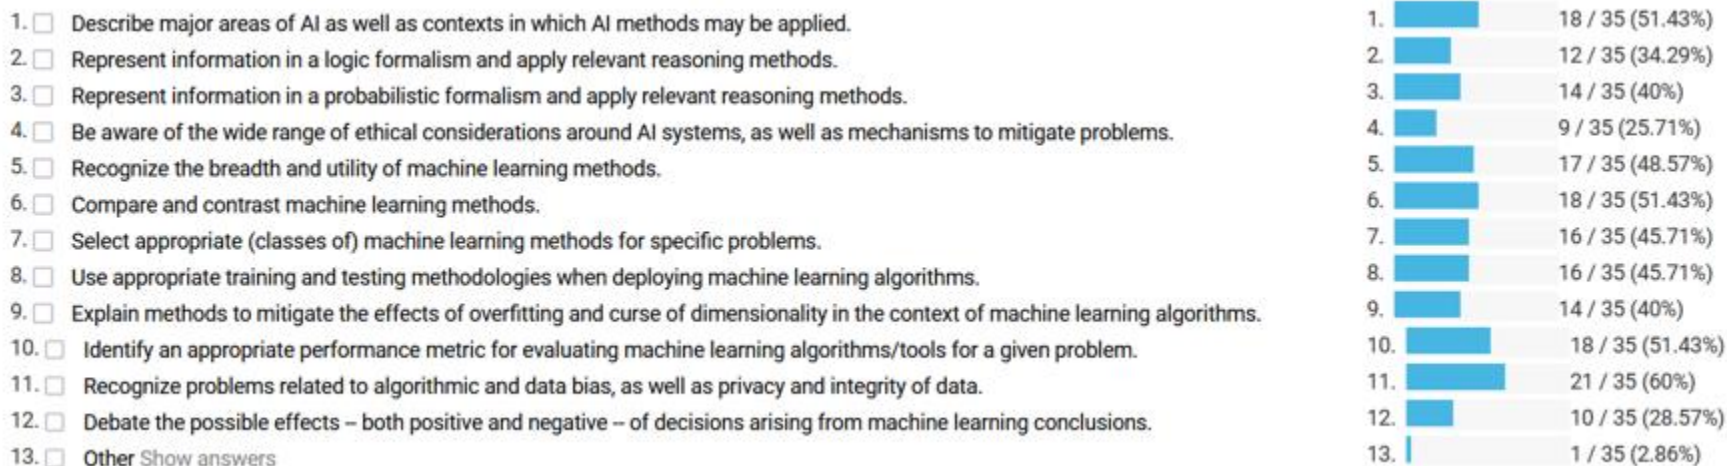 1. Describe major areas of AI as well as contexts in which AI methods may be applied. 1. 18 / 35 (51.43%)
2. Represent information in a logic formalism and apply relevant reasoning methods. 2. 12 / 35 (34.29%)
3. Represent information in a probabilistic formalism and apply relevant reasoning methods. 3. 14 / 35 (40%)
4. Be aware of the wide range of ethical considerations around AI systems, as well as mechanisms to mitigate problems. 4. 9 / 35 (25.71%)
5. Recognize the breadth and utility of machine learning methods. 5. 17 / 35 (48.57%)
6. Compare and contrast machine learning methods. 6. 18 / 35 (51.43%)
7. Select appropriate (classes of) machine learning methods for specific problems. 7. 16 / 35 (45.71%)
8. Use appropriate training and testing methodologies when deploying machine learning algorithms. 8. 16 / 35 (45.71%)
9. Explain methods to mitigate the effects of overfitting and curse of dimensionality in the context of machine learning algorithms. 9. 14 / 35 (40%)
10. Identify an appropriate performance metric for evaluating machine learning algorithms/tools for a given problem. 10. 18 / 35 (51.43%)
11. Recognize problems related to algorithmic and data bias, as well as privacy and integrity of data. 11. 21 / 35 (60%)
12. Debate the possible effects – both positive and negative – of decisions arising from machine learning conclusions. 12. 10 / 35 (28.57%)
13. Other Show answers 13. 1 / 35 (2.86%)